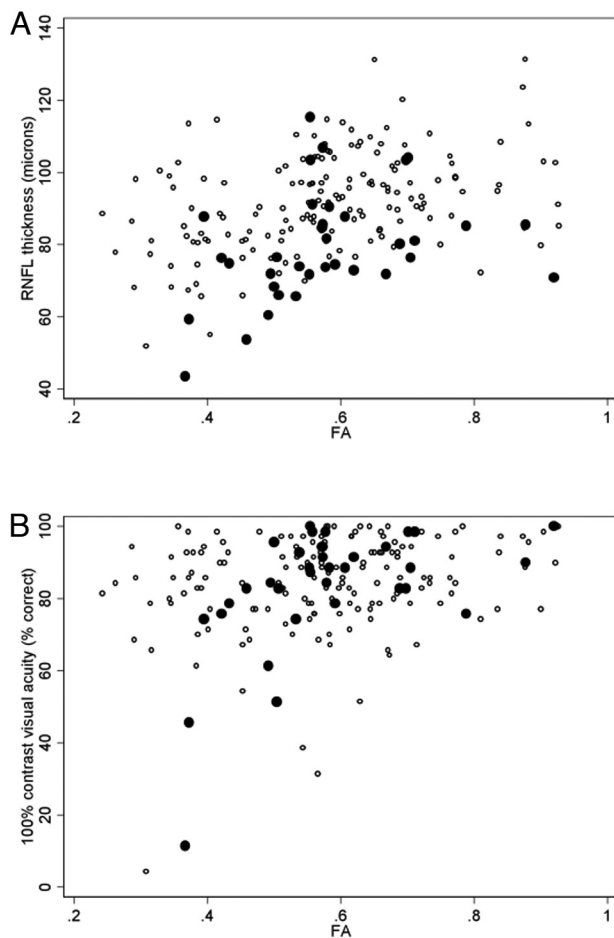 A
RNFL thickness (microns)
140
120
100
80
60
40
.2 .4 .6 .8 1
FA
B
100% contrast visual acuity (% correct)
100
80
60
40
20
0
.2 .4 .6 .8 1
FA